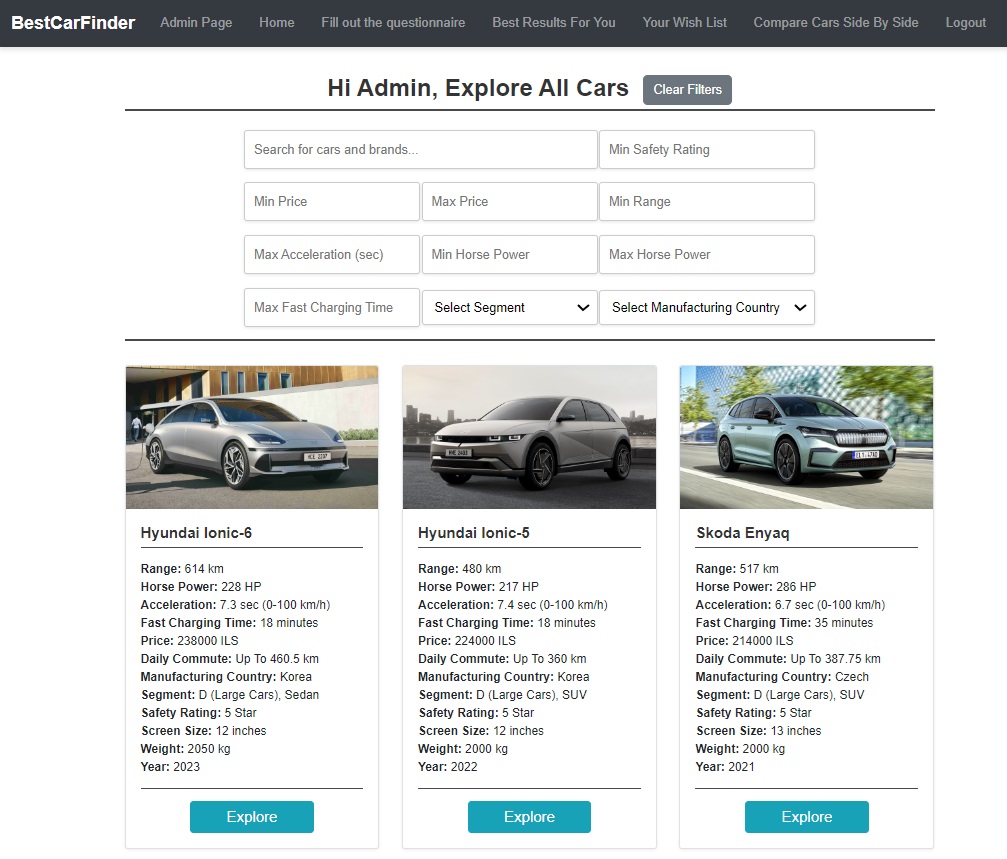 BestCarFinder Admin Page Home Fill out the questionnaire Best Results For You Your Wish List Compare Cars Side By Side Logout
Hi Admin, Explore All Cars Clear Filters
Search for cars and brands... Min Safety Rating
Min Price Max Price Min Range
Max Acceleration (sec) Min Horse Power Max Horse Power
Max Fast Charging Time Select Segment Select Manufacturing Country
Hyundai Ionic-6
Range: 614 km
Horse Power: 228 HP
Acceleration: 7.3 sec (0-100 km/h)
Fast Charging Time: 18 minutes
Price: 238000 ILS
Daily Commute: Up To 460.5 km
Manufacturing Country: Korea
Segment: D (Large Cars), Sedan
Safety Rating: 5 Star
Screen Size: 12 inches
Weight: 2050 kg
Year: 2023
Explore
Hyundai Ionic-5
Range: 480 km
Horse Power: 217 HP
Acceleration: 7.4 sec (0-100 km/h)
Fast Charging Time: 18 minutes
Price: 224000 ILS
Daily Commute: Up To 360 km
Manufacturing Country: Korea
Segment: D (Large Cars), SUV
Safety Rating: 5 Star
Screen Size: 12 inches
Weight: 2000 kg
Year: 2022
Explore
Skoda Enyaq
Range: 517 km
Horse Power: 286 HP
Acceleration: 6.7 sec (0-100 km/h)
Fast Charging Time: 35 minutes
Price: 214000 ILS
Daily Commute: Up To 387.75 km
Manufacturing Country: Czech
Segment: D (Large Cars), SUV
Safety Rating: 5 Star
Screen Size: 13 inches
Weight: 2000 kg
Year: 2021
Explore